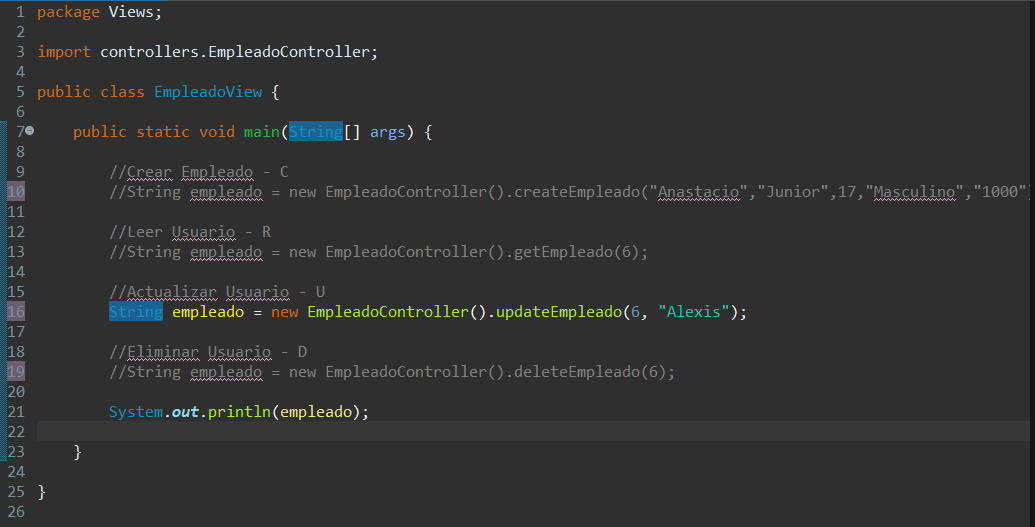 1 package Views;
2
3 import controllers.EmpleadoController;
4
5 public class EmpleadoView {
6
7 public static void main(String[] args) {
8
9 //Crear Empleado - C
10 //String empleado = new EmpleadoController().createEmpleado("Anastacio","Junior",17,"Masculino","1000"
11
12 //Leer Usuario - R
13 //String empleado = new EmpleadoController().getEmpleado(6);
14
15 //Actualizar Usuario - U
16 String empleado = new EmpleadoController().updateEmpleado(6, "Alexis");
17
18 //Eliminar Usuario - D
19 //String empleado = new EmpleadoController().deleteEmpleado(6);
20
21 System.out.println(empleado);
22
23 }
24
25 }
26